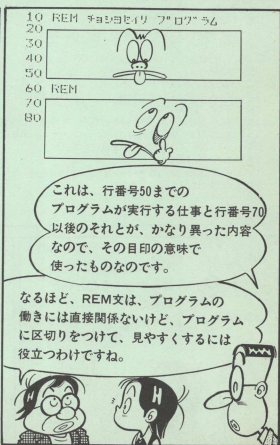 10 REM チョショセイリ プログラム
20
30
40
50
60 REM
70
80
これは、行番号50までの
プログラムが実行する仕事と行番号70
以後のそれとが、かなり異った内容
なので、その目印の意味で
使ったものなのです。
なるほど、REM文は、プログラムの
働きには直接関係ないけど、プログラム
に区切りをつけて、見やすくするには
役立つわけですね。
H
H